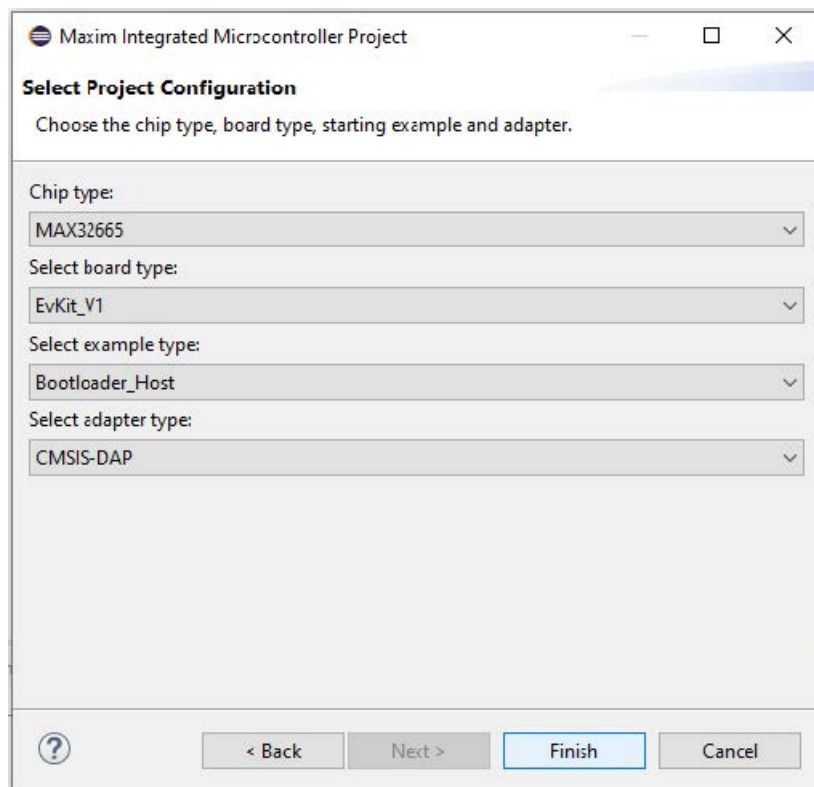 Maxim Integrated Microcontroller Project
Select Project Configuration
Choose the chip type, board type, starting example and adapter.
Chip type:
MAX32665
Select board type:
EvKit_V1
Select example type:
Bootloader_Host
Select adapter type:
CMSIS-DAP
? < Back Next > Finish Cancel